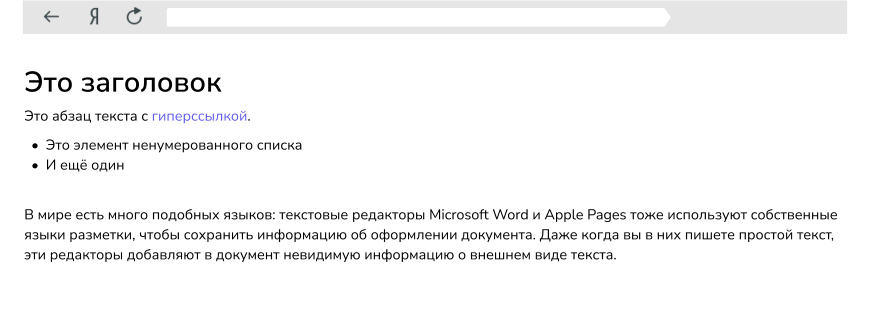 Я
Это заголовок
Это абзац текста с гиперссылкой.
• Это элемент ненумерованного списка
• И ещё один
В мире есть много подобных языков: текстовые редакторы Microsoft Word и Apple Pages тоже используют собственные
языки разметки, чтобы сохранить информацию об оформлении документа. Даже когда вы в них пишете простой текст,
эти редакторы добавляют в документ невидимую информацию о внешнем виде текста.